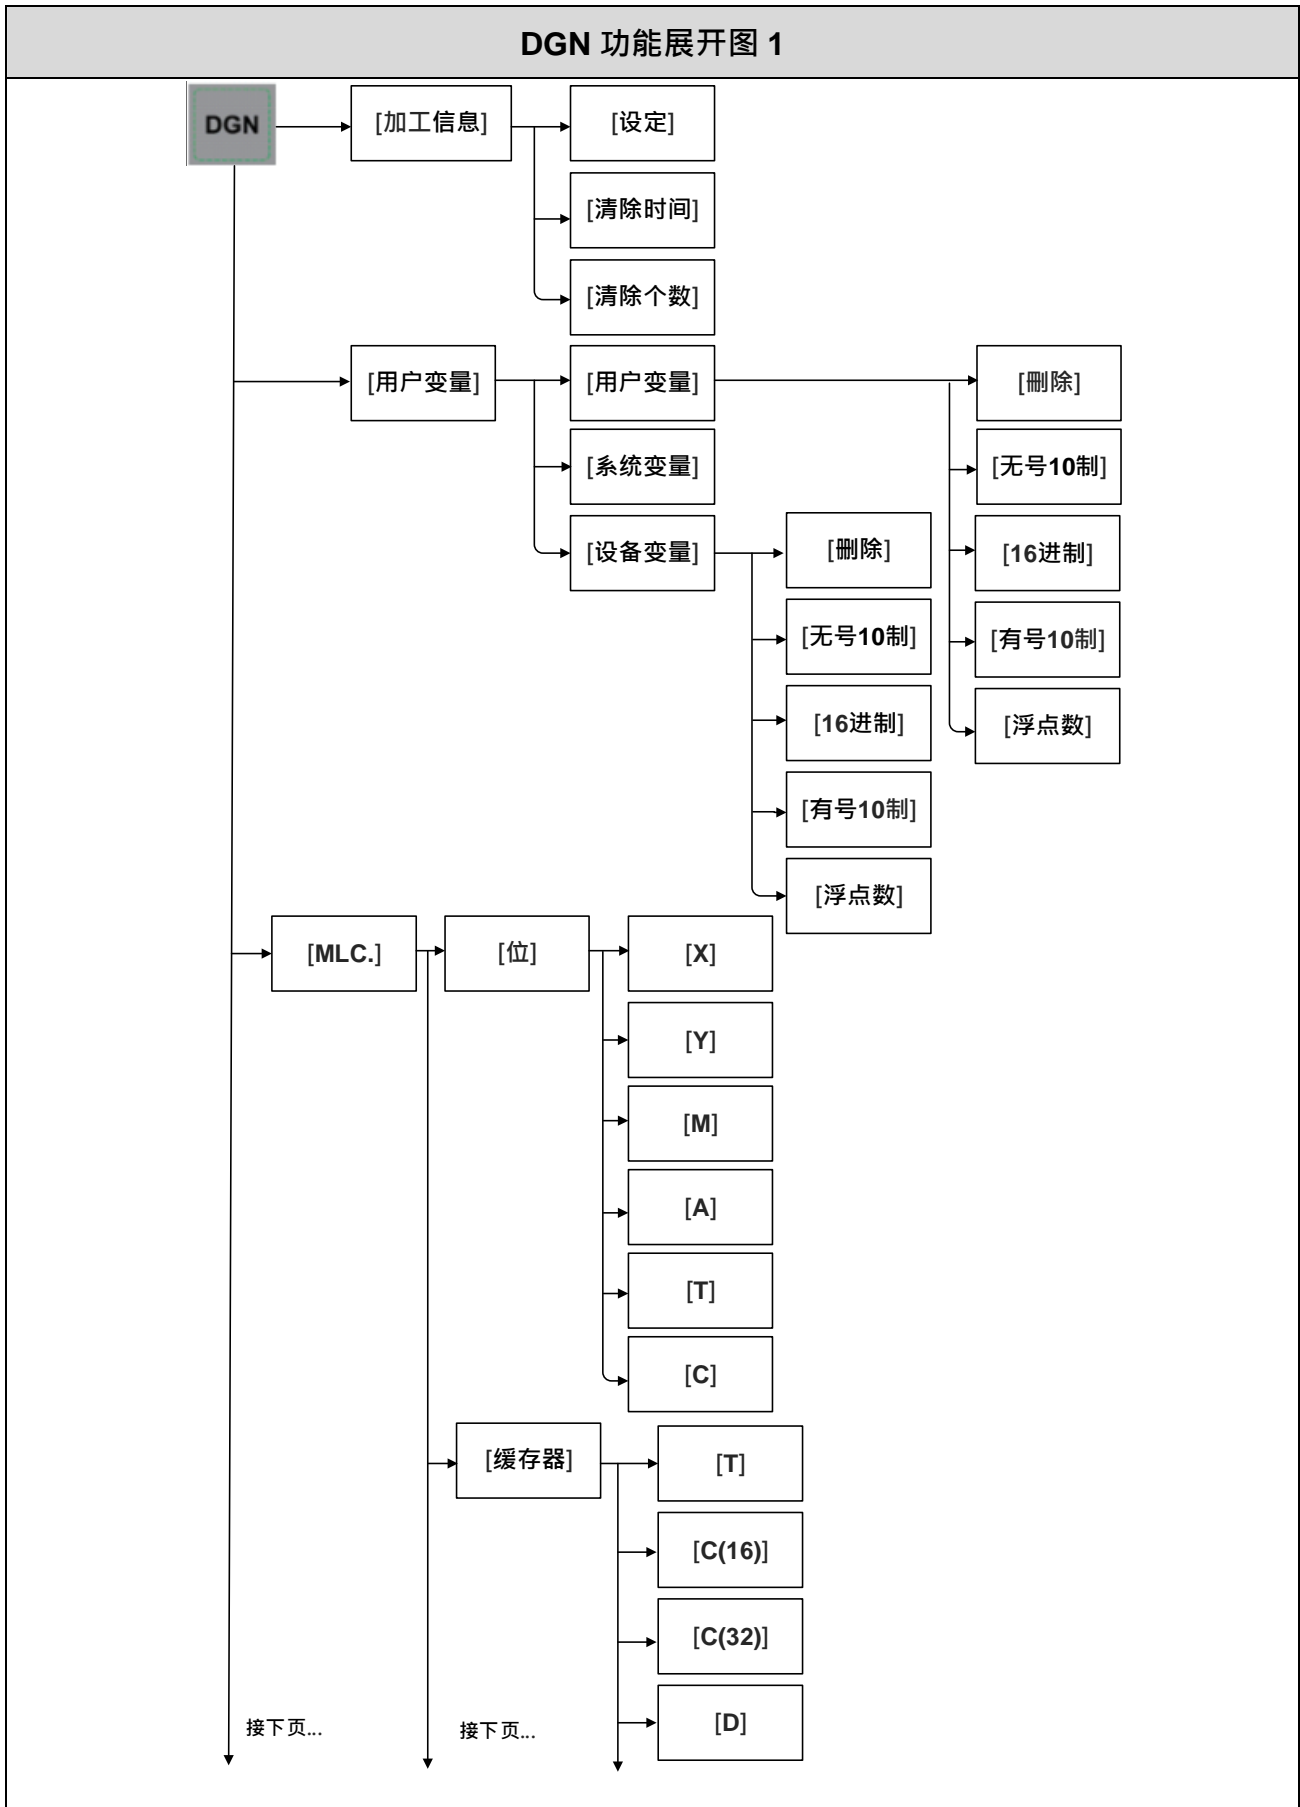 DGN 功能展开图 1
DGN
[加工信息]
[设定]
[清除时间]
[清除个数]
[用户变量]
[用户变量]
[删除]
[无号10制]
[16进制]
[有号10制]
[浮点数]
[系统变量]
[设备变量]
[删除]
[无号10制]
[16进制]
[有号10制]
[浮点数]
[MLC.]
[位]
[X]
[Y]
[M]
[A]
[T]
[C]
[缓存器]
[T]
[C(16)]
[C(32)]
[D]
接下页...
接下页...